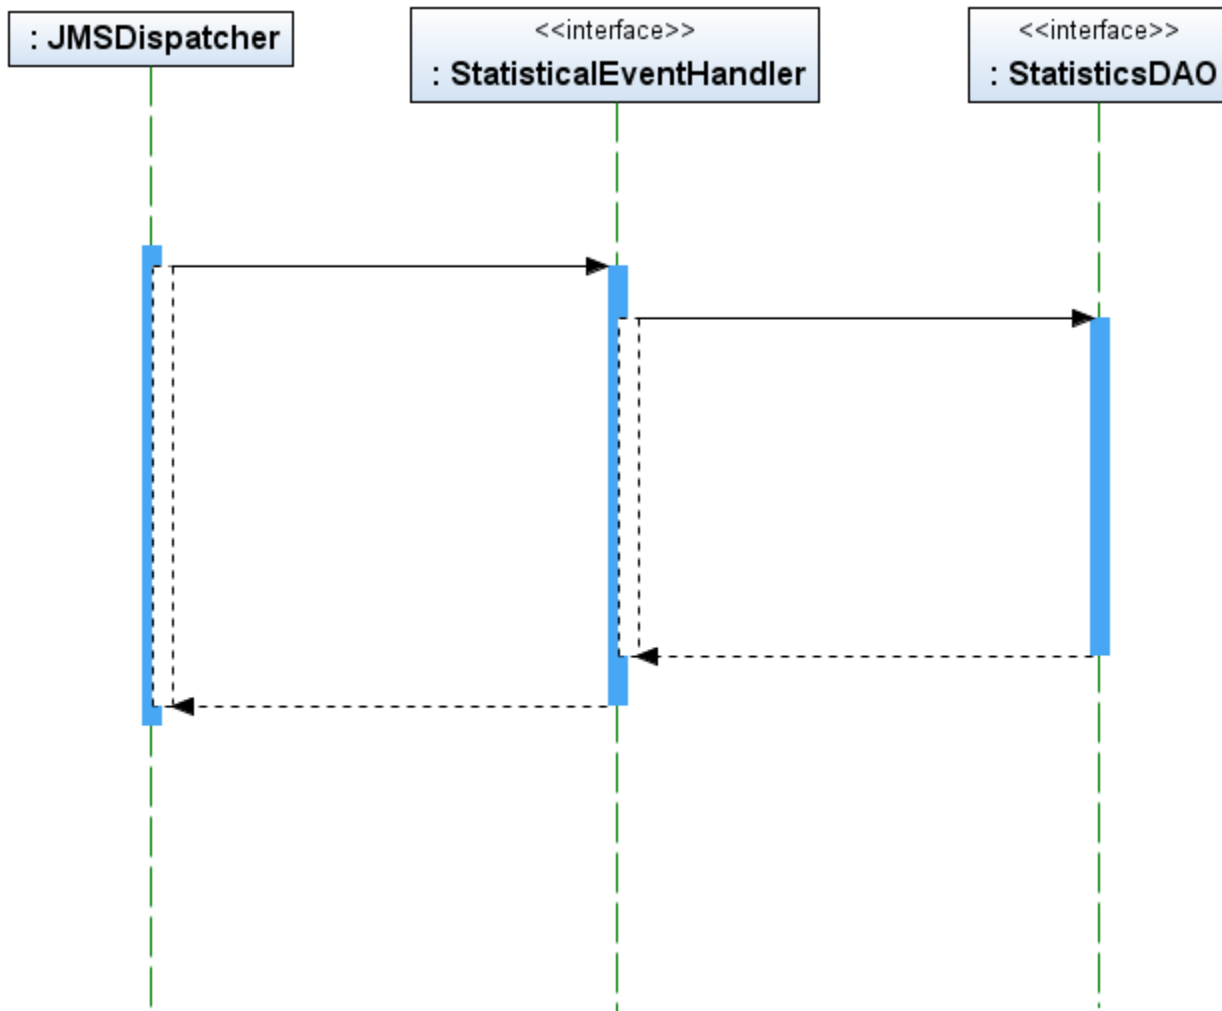 : JMSDispatcher
<<interface>>
: StatisticalEventHandler
<<interface>>
: StatisticsDAO